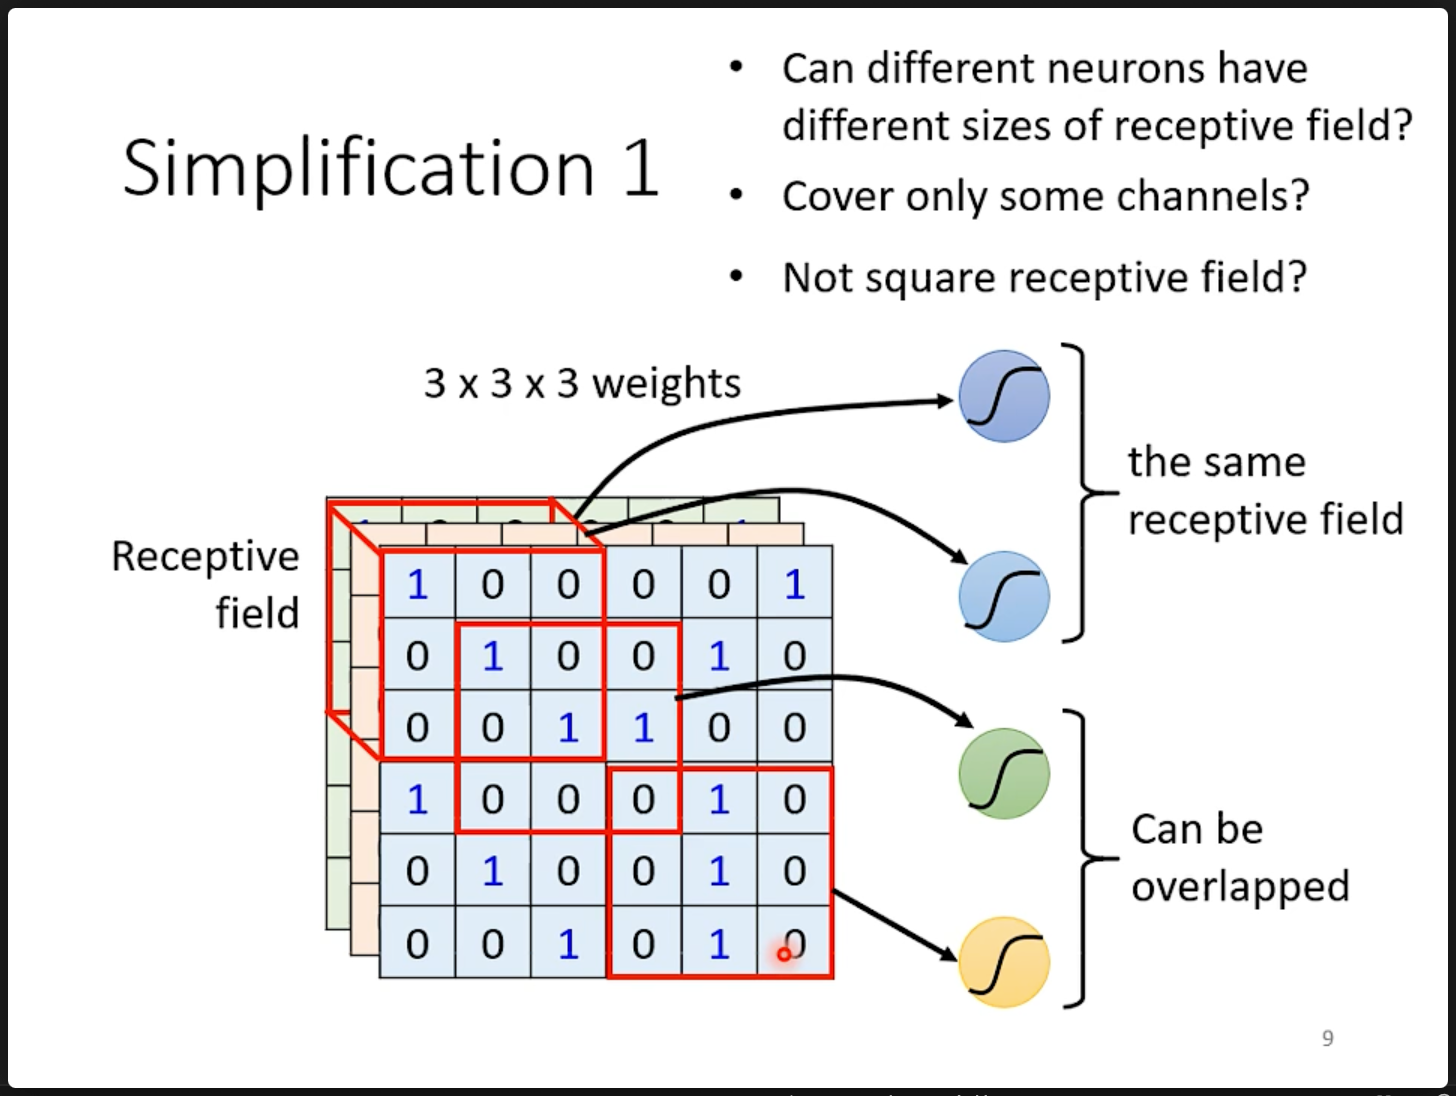 Simplification 1
• Can different neurons have
different sizes of receptive field?
• Cover only some channels?
• Not square receptive field?
3 x 3 x 3 weights
the same
receptive field
Receptive
field
1 0 0 0 0 1
0 1 0 0 1 0
0 0 1 1 0 0
1 0 0 0 1 0
0 1 0 0 1 0
0 0 1 0 1 0
Can be
overlapped
9